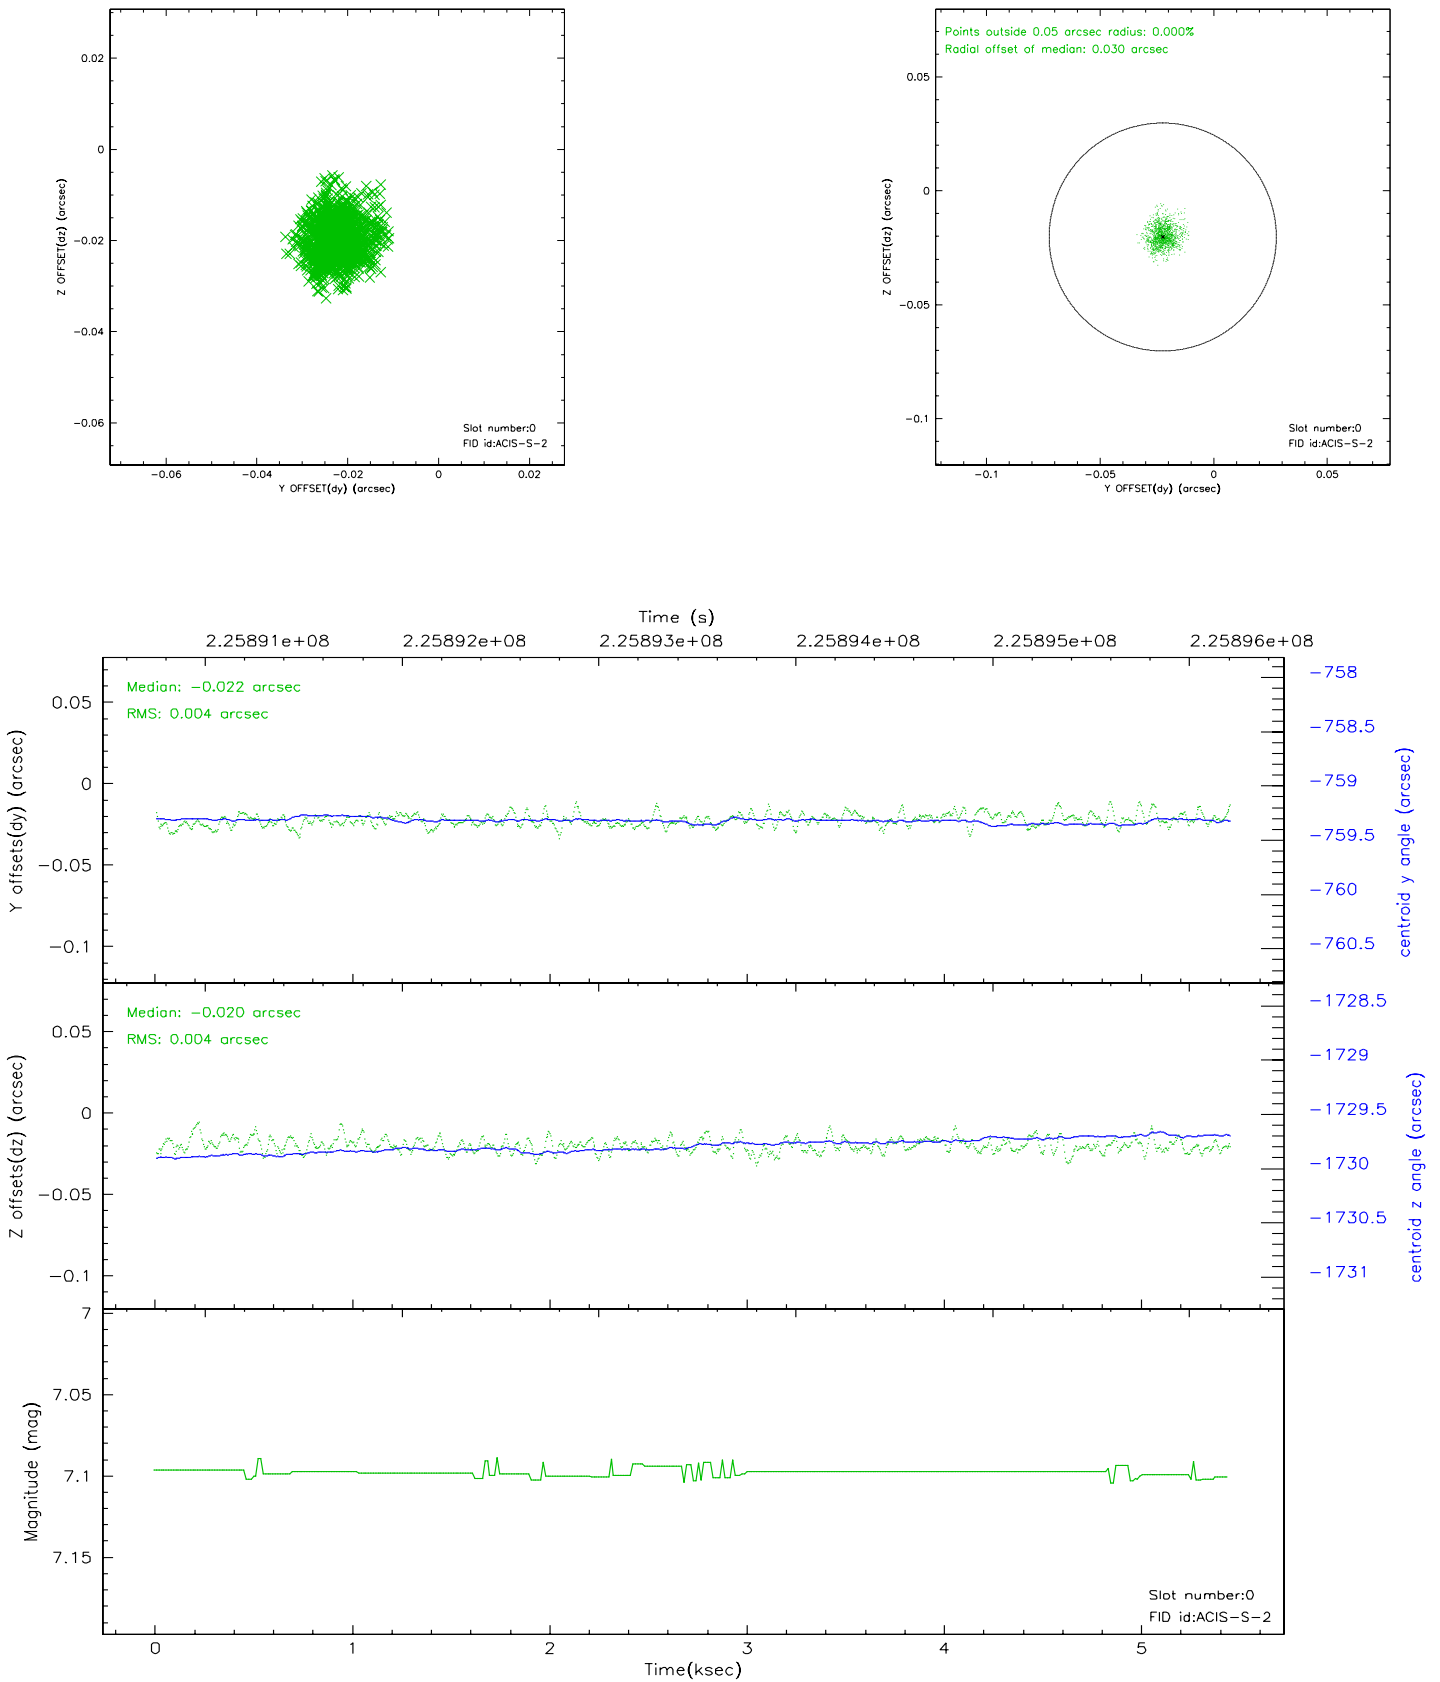 0.02
0
−0.02
−0.04
−0.06
Z OFFSET(dz) (arcsec)
Slot number:0
FID id:ACIS−S−2
−0.06
−0.04
−0.02
0
0.02
Y OFFSET(dy) (arcsec)
Points outside 0.05 arcsec radius: 0.000%
Radial offset of median: 0.030 arcsec
0.05
0
−0.05
−0.1
Z OFFSET(dz) (arcsec)
Slot number:0
FID id:ACIS−S−2
−0.1
−0.05
0
0.05
Y OFFSET(dy) (arcsec)
Time (s)
2.25891e+08
2.25892e+08
2.25893e+08
2.25894e+08
2.25895e+08
2.25896e+08
Median: −0.022 arcsec
RMS: 0.004 arcsec
0.05
0
−0.05
−0.1
Y offsets(dy) (arcsec)
−758
−758.5
−759
−759.5
−760
−760.5
centroid y angle (arcsec)
Median: −0.020 arcsec
RMS: 0.004 arcsec
0.05
0
−0.05
−0.1
Z offsets(dz) (arcsec)
−1728.5
−1729
−1729.5
−1730
−1730.5
−1731
centroid z angle (arcsec)
7
7.05
7.1
7.15
Magnitude (mag)
Slot number:0
FID id:ACIS−S−2
0
1
2
3
4
5
Time(ksec)